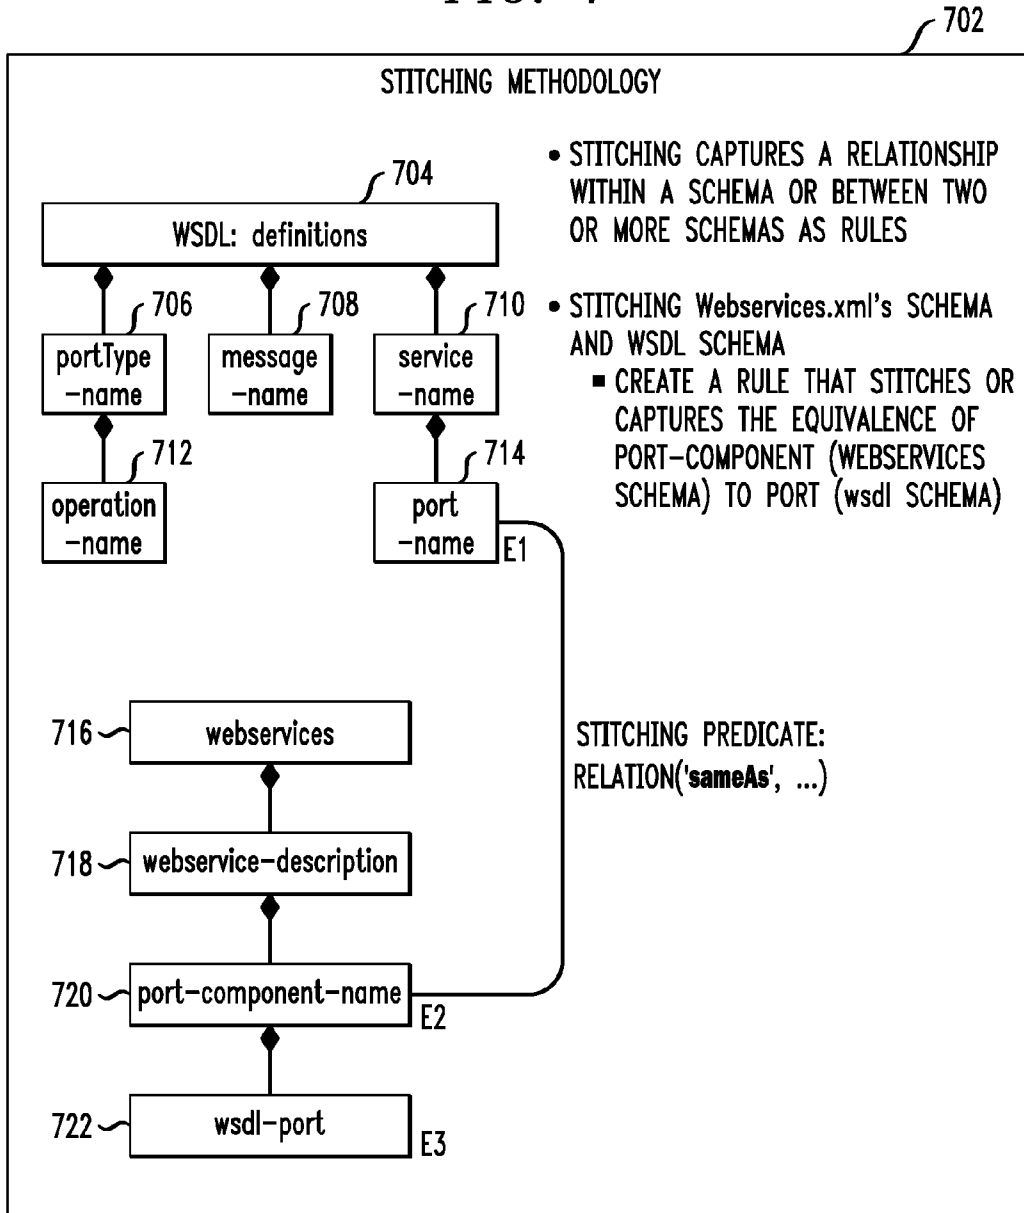 702
STITCHING METHODOLOGY
704
WSDL: definitions
706
portType
-name
708
message
-name
710
service
-name
712
operation
-name
714
port
-name
E1
• STITCHING CAPTURES A RELATIONSHIP
WITHIN A SCHEMA OR BETWEEN TWO
OR MORE SCHEMAS AS RULES
• STITCHING Webservices.xml's SCHEMA
AND WSDL SCHEMA
▪ CREATE A RULE THAT STITCHES OR
CAPTURES THE EQUIVALENCE OF
PORT-COMPONENT (WEBSERVICES
SCHEMA) TO PORT (wsdl SCHEMA)
716
webservices
STITCHING PREDICATE:
RELATION('sameAs', ...)
718
webservice-description
720
port-component-name
E2
722
wsdl-port
E3